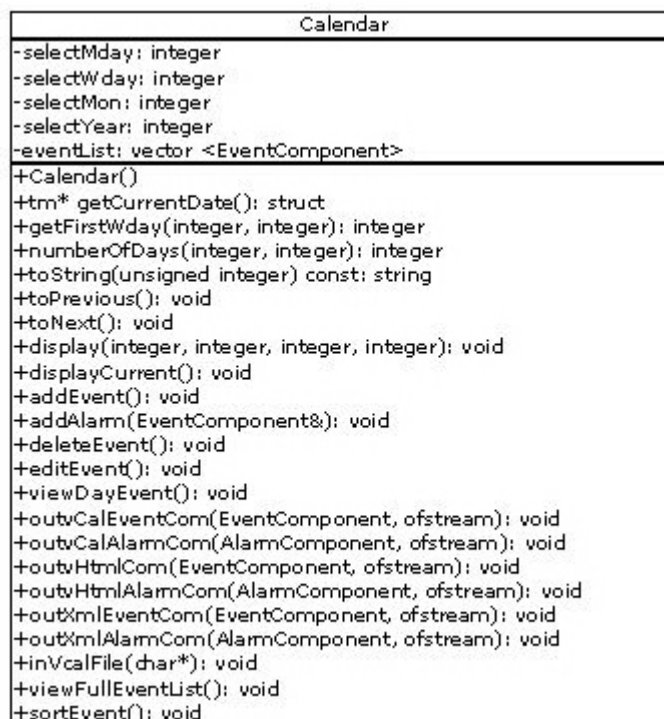 Calendar
-selectMday: integer
-selectWday: integer
-selectMon: integer
-selectYear: integer
-eventList: vector <EventComponent>
+Calendar()
+tm* getCurrentDate(): struct
+getFirstWday(integer, integer): integer
+numberOfDays(integer, integer): integer
+toString(unsigned integer) const: string
+toPrevious(): void
+toNext(): void
+display(integer, integer, integer, integer): void
+displayCurrent(): void
+addEvent(): void
+addAlarm(EventComponent&): void
+deleteEvent(): void
+editEvent(): void
+viewDayEvent(): void
+outvCalEventCom(EventComponent, ofstream): void
+outvCalAlarmCom(AlarmComponent, ofstream): void
+outvHtmlCom(EventComponent, ofstream): void
+outvHtmlAlarmCom(AlarmComponent, ofstream): void
+outXmlEventCom(EventComponent, ofstream): void
+outXmlAlarmCom(AlarmComponent, ofstream): void
+inVcalFile(char*): void
+viewFullEventList(): void
+sortEvent(): void